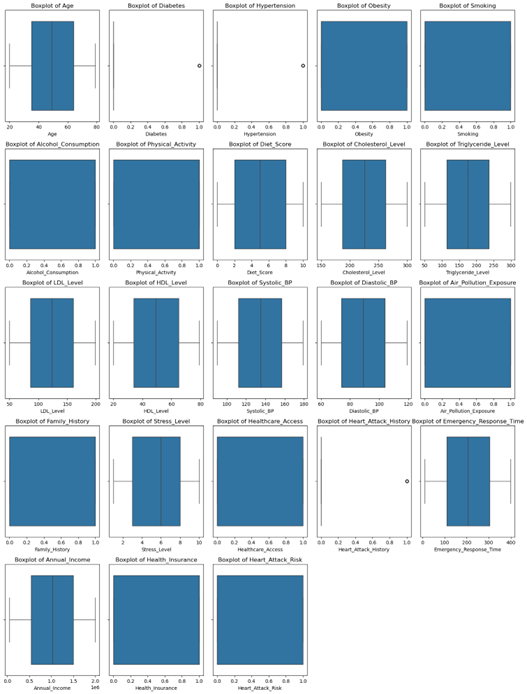 Boxplot of Age Boxplot of Diabetes Boxplot of Hypertension Boxplot of Obesity Boxplot of Smoking
20 40 60 80 0.0 0.2 0.4 0.6 0.8 1.0 0.0 0.2 0.4 0.6 0.8 1.0 0.0 0.2 0.4 0.6 0.8 1.0 0.0 0.2 0.4 0.6 0.8 1.0
Age Diabetes Hypertension Obesity Smoking
Boxplot of Alcohol_Consumption Boxplot of Physical_Activity Boxplot of Diet_Score Boxplot of Cholesterol_Level Boxplot of Triglyceride_Level
0.0 0.2 0.4 0.6 0.8 1.0 0.0 0.2 0.4 0.6 0.8 1.0 0 2 4 6 8 10 150 200 250 300 50 100 150 200 250 300
Alcohol_Consumption Physical_Activity Diet_Score Cholesterol_Level Triglyceride_Level
Boxplot of LDL_Level Boxplot of HDL_Level Boxplot of Systolic_BP Boxplot of Diastolic_BP Boxplot of Air_Pollution_Exposure
50 100 150 200 20 40 60 80 100 120 140 160 180 60 80 100 120 0.0 0.2 0.4 0.6 0.8 1.0
LDL_Level HDL_Level Systolic_BP Diastolic_BP Air_Pollution_Exposure
Boxplot of Family_History Boxplot of Stress_Level Boxplot of Healthcare_Access Boxplot of Heart_Attack_History Boxplot of Emergency_Response_Time
0.0 0.2 0.4 0.6 0.8 1.0 2 4 6 8 10 0.0 0.2 0.4 0.6 0.8 1.0 0.0 0.2 0.4 0.6 0.8 1.0 0 100 200 300 400
Family_History Stress_Level Healthcare_Access Heart_Attack_History Emergency_Response_Time
Boxplot of Annual_Income Boxplot of Health_Insurance Boxplot of Heart_Attack_Risk
0.5 1.0 1.5 2.0 0.0 0.2 0.4 0.6 0.8 1.0 0.0 0.2 0.4 0.6 0.8 1.0
Annual_Income 1e6 Health_Insurance Heart_Attack_Risk